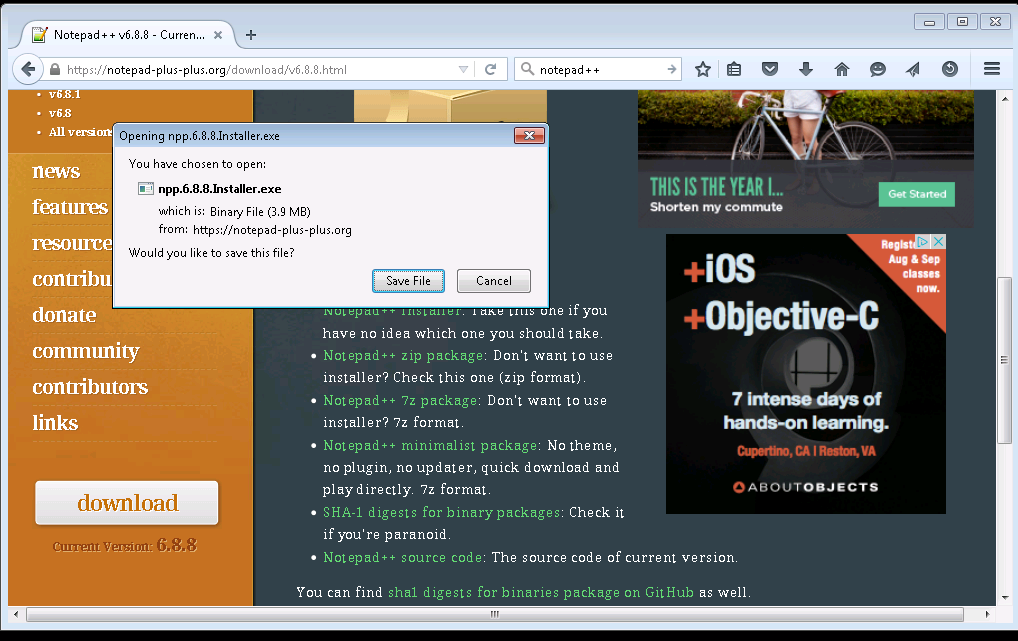 Notepad++ v6.8.8 - Curren...
https://notepad-plus-plus.org/download/v6.8.8.html
notepad++
v6.8.1
v6.8
All versions
news
features
resource
contribu
donate
community
contributors
links
download
Current Version: 6.8.8
Opening npp.6.8.8.Installer.exe
You have chosen to open:
npp.6.8.8.Installer.exe
which is: Binary File (3.9 MB)
from: https://notepad-plus-plus.org
Would you like to save this file?
Save File
Cancel
Notepad++ Installer: Take this one if you
have no idea which one you should take.
Notepad++ zip package: Don't want to use
installer? Check this one (zip format).
Notepad++ 7z package: Don't want to use
installer? 7z format.
Notepad++ minimalist package: No theme,
no plugin, no updater, quick download and
play directly. 7z format.
SHA-1 digests for binary packages: Check it
if you're paranoid.
Notepad++ source code: The source code of current version.
You can find sha1 digests for binaries package on GitHub as well.
THIS IS THE YEAR I...
Shorten my commute
Get Started
Regist
Aug & Sep
classes
now.
+iOS
+Objective-C
7 intense days of
hands-on learning.
Cupertino, CA | Reston, VA
ABOUTOBJECTS